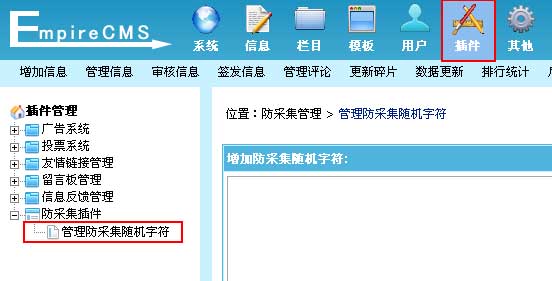 EmpireCMS
系统 信息 栏目 模板 用户 插件 其他
增加信息 管理信息 审核信息 签发信息 管理评论 更新碎片 数据更新 排行统计
插件管理
广告系统
投票系统
友情链接管理
留言板管理
信息反馈管理
防采集插件
管理防采集随机字符
位置：防采集管理 > 管理防采集随机字符
增加防采集随机字符: